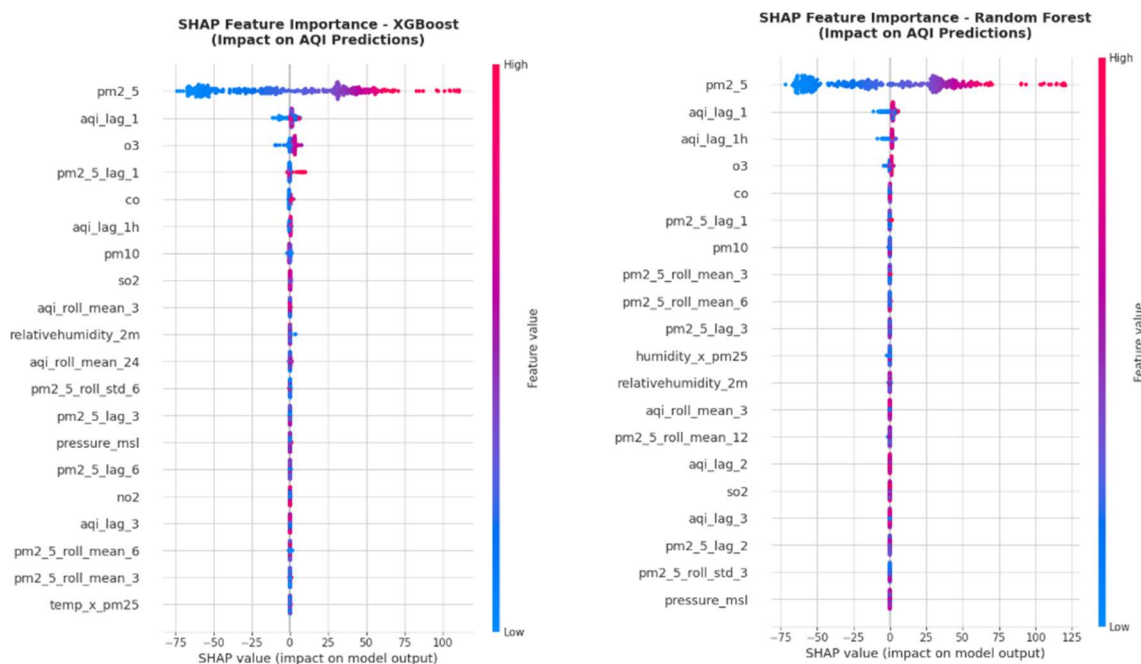 SHAP Feature Importance - XGBoost
(Impact on AQI Predictions)
High
pm2_5
aqi_lag_1
o3
pm2_5_lag_1
co
aqi_lag_1h
pm10
so2
aqi_roll_mean_3
relativehumidity_2m
aqi_roll_mean_24
pm2_5_roll_std_6
pm2_5_lag_3
pressure_msl
pm2_5_lag_6
no2
aqi_lag_3
pm2_5_roll_mean_6
pm2_5_roll_mean_3
temp_x_pm25
Feature value
Low
−75 −50 −25 0 25 50 75 100
SHAP value (impact on model output)
SHAP Feature Importance - Random Forest
(Impact on AQI Predictions)
High
pm2_5
aqi_lag_1
aqi_lag_1h
o3
co
pm2_5_lag_1
pm10
pm2_5_roll_mean_3
pm2_5_roll_mean_6
pm2_5_lag_3
humidity_x_pm25
relativehumidity_2m
aqi_roll_mean_3
pm2_5_roll_mean_12
aqi_lag_2
so2
aqi_lag_3
pm2_5_lag_2
pm2_5_roll_std_3
pressure_msl
Feature value
Low
−75 −50 −25 0 25 50 75 100 125
SHAP value (impact on model output)